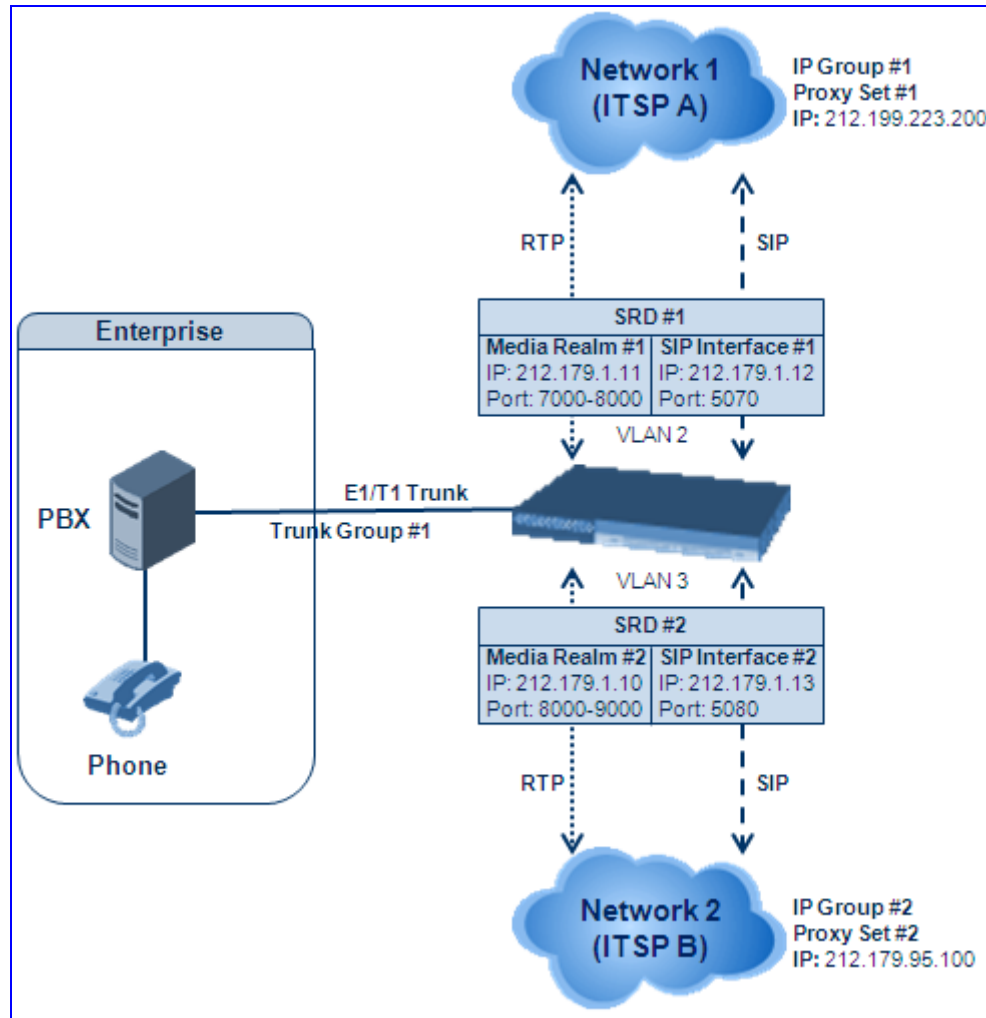 Network 1
(ITSP A)
IP Group #1
Proxy Set #1
IP: 212.199.223.200
RTP
SIP
SRD #1
Media Realm #1
IP: 212.179.1.11
Port: 7000-8000
SIP Interface #1
IP: 212.179.1.12
Port: 5070
VLAN 2
Enterprise
PBX
Phone
E1/T1 Trunk
Trunk Group #1
VLAN 3
SRD #2
Media Realm #2
IP: 212.179.1.10
Port: 8000-9000
SIP Interface #2
IP: 212.179.1.13
Port: 5080
RTP
SIP
Network 2
(ITSP B)
IP Group #2
Proxy Set #2
IP: 212.179.95.100